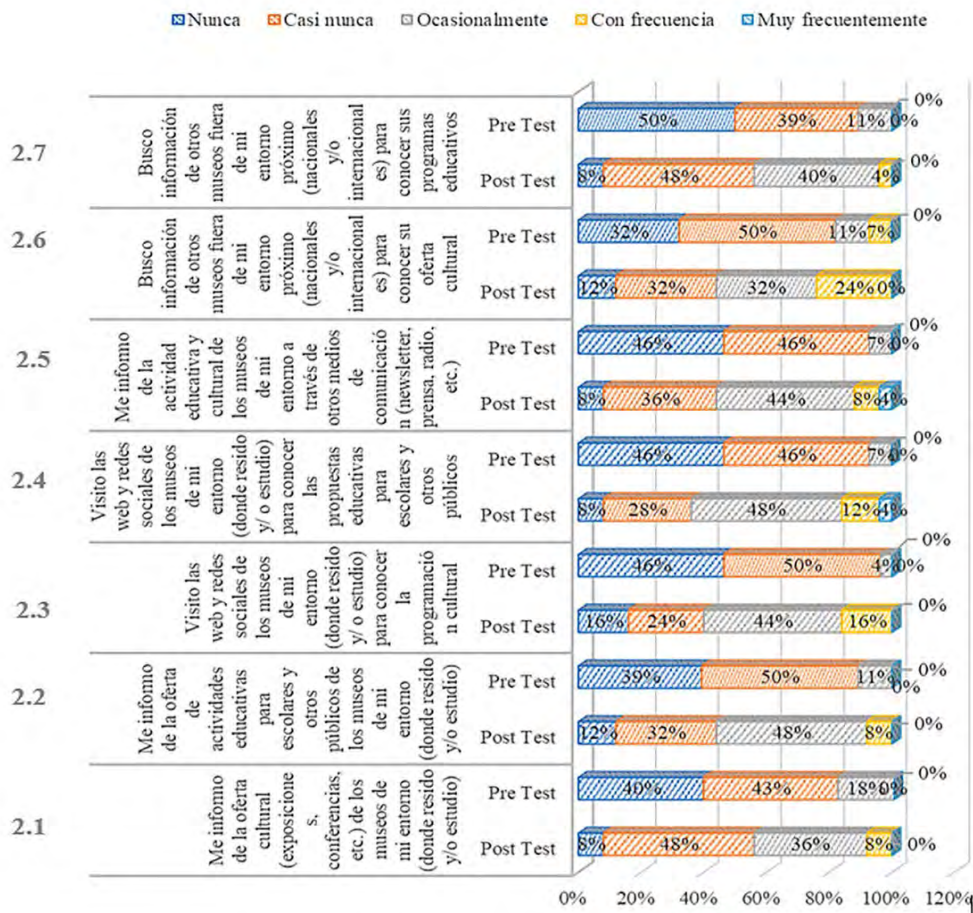 Nunca Casi nunca Ocasionalmente Con frecuencia Muy frecuentemente
2.7
Busco
información
de otros
museos fuera
de mi
entorno
próximo
(nacionales
y/o
internacional
es) para
conocer sus
programas
educativos
Pre Test
50% 39% 11% 0% 0%
Post Test
8% 48% 40% 4% 0%
2.6
Busco
información
de otros
museos fuera
de mi
entorno
próximo
(nacionales
y/o
internacional
es) para
conocer su
oferta
cultural
Pre Test
32% 50% 11% 7% 0%
Post Test
12% 32% 32% 24% 0%
2.5
Me informo
de la
actividad
educativa y
cultural de
los museos
de mi
entorno a
través de
otros medios
de
comunicació
n (newsletter,
prensa, radio,
etc.)
Pre Test
46% 46% 7% 0% 0%
Post Test
8% 36% 44% 8% 4%
2.4
Visito las
web y redes
sociales de
los museos
de mi
entorno
(donde resido
y/ o estudio)
para conocer
las
propuestas
educativas
para
escolares y
otros
públicos
Pre Test
46% 46% 7% 0% 0%
Post Test
8% 28% 48% 12% 4%
2.3
Visito las
web y redes
sociales de
los museos
de mi
entorno
(donde resido
y/ o estudio)
para conocer
la
programació
n cultural
Pre Test
46% 50% 4% 0% 0%
Post Test
16% 24% 44% 16% 0%
2.2
Me informo
de la oferta
de
actividades
educativas
para
escolares y
otros
públicos de
los museos
de mi
entorno
(donde resido
y/o estudio)
Pre Test
39% 50% 11% 0% 0%
Post Test
12% 32% 48% 8% 0%
2.1
Me informo
de la oferta
cultural
(exposicione
s,
conferencias,
etc.) de los
museos de
mi entorno
(donde resido
y/o estudio)
Pre Test
40% 43% 18% 0% 0%
Post Test
8% 48% 36% 8% 0%
0% 20% 40% 60% 80% 100% 120%